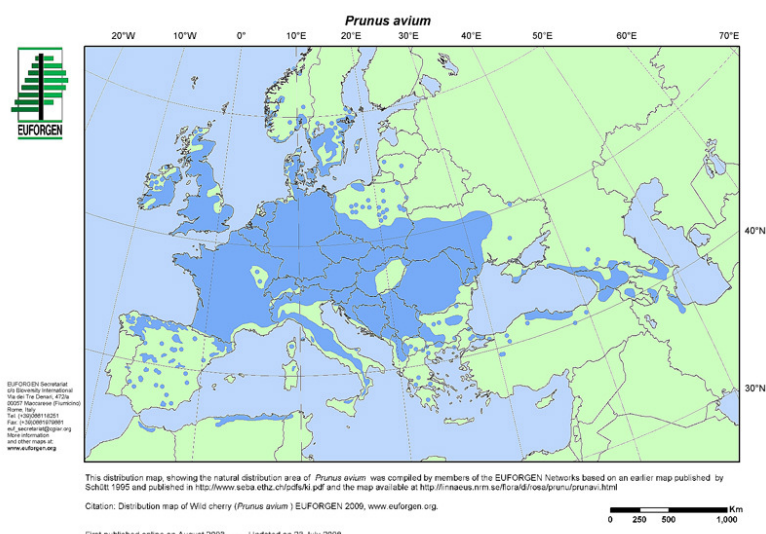 Prunus avium
20°W 10°W 0° 10°E 20°E 30°E 40°E 50°E 60°E 70°E
EUFORGEN
40°N
30°N
EUFORGEN Secretariat
c/o Bioversity International
Via dei Tre Denari, 472/a
00057 Maccarese (Fiumicino)
Rome, Italy
More information
and other maps at:
www.euforgen.org
This distribution map, showing the natural distribution area of Prunus avium was compiled by members of the EUFORGEN Networks based on an earlier map published by
Schütt 1995 and published in http://www.seba.ethz.ch/pdfs/ki.pdf and the map available at http://linnaeus.nrm.se/flora/di/rosa/prunu/prunavi.html
Citation: Distribution map of Wild cherry (Prunus avium ) EUFORGEN 2009, www.euforgen.org.
Km
0 250 500 1,000